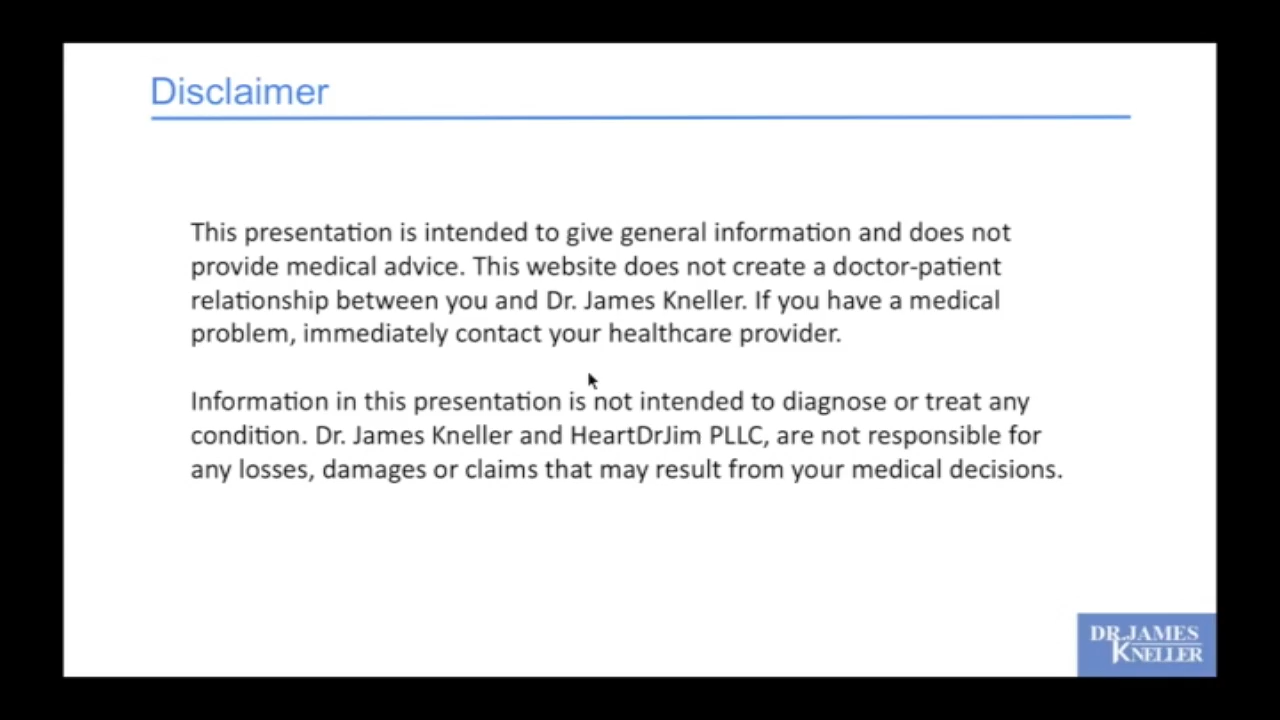 Disclaimer
This presentation is intended to give general information and does not
provide medical advice. This website does not create a doctor-patient
relationship between you and Dr. James Kneller. If you have a medical
problem, immediately contact your healthcare provider.
Information in this presentation is not intended to diagnose or treat any
condition. Dr. James Kneller and HeartDrJim PLLC, are not responsible for
any losses, damages or claims that may result from your medical decisions.
DR.JAMES
KNELLER